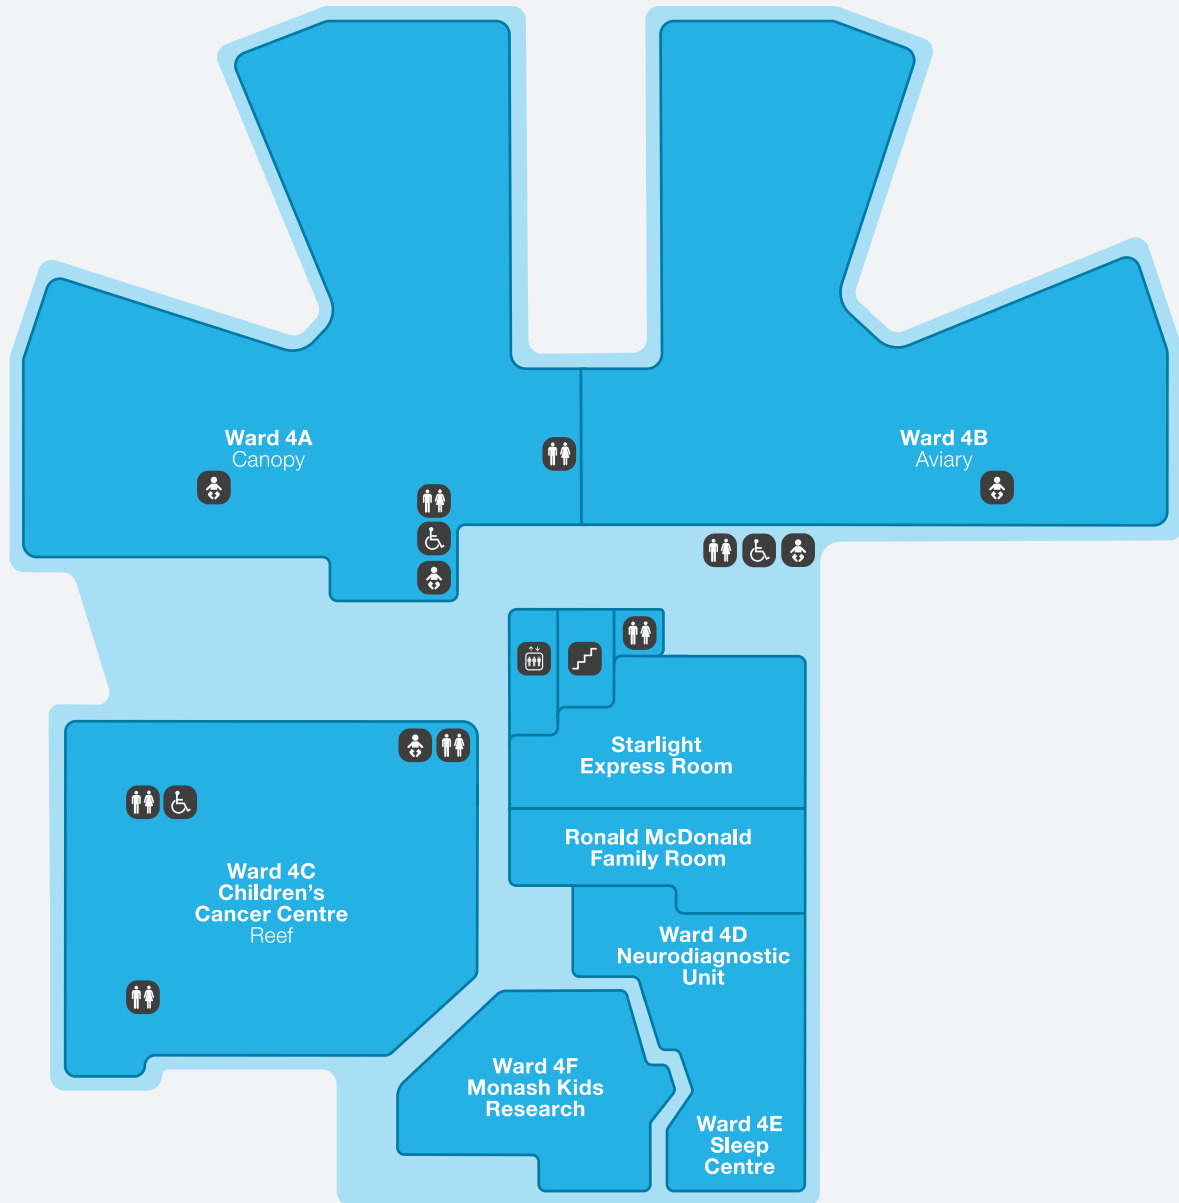 Ward 4A
Canopy
Ward 4B
Aviary
Starlight
Express Room
Ronald McDonald
Family Room
Ward 4C
Children's
Cancer Centre
Reef
Ward 4D
Neurodiagnostic
Unit
Ward 4F
Monash Kids
Research
Ward 4E
Sleep
Centre